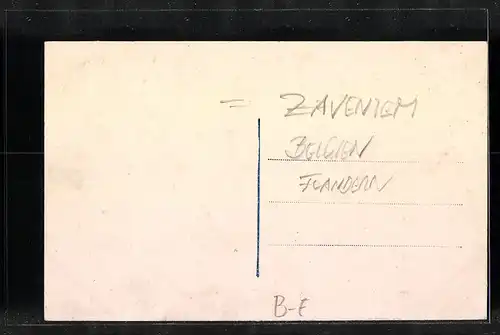 = ZAVENTEM
BELGIEN
FLANDERN
B-F